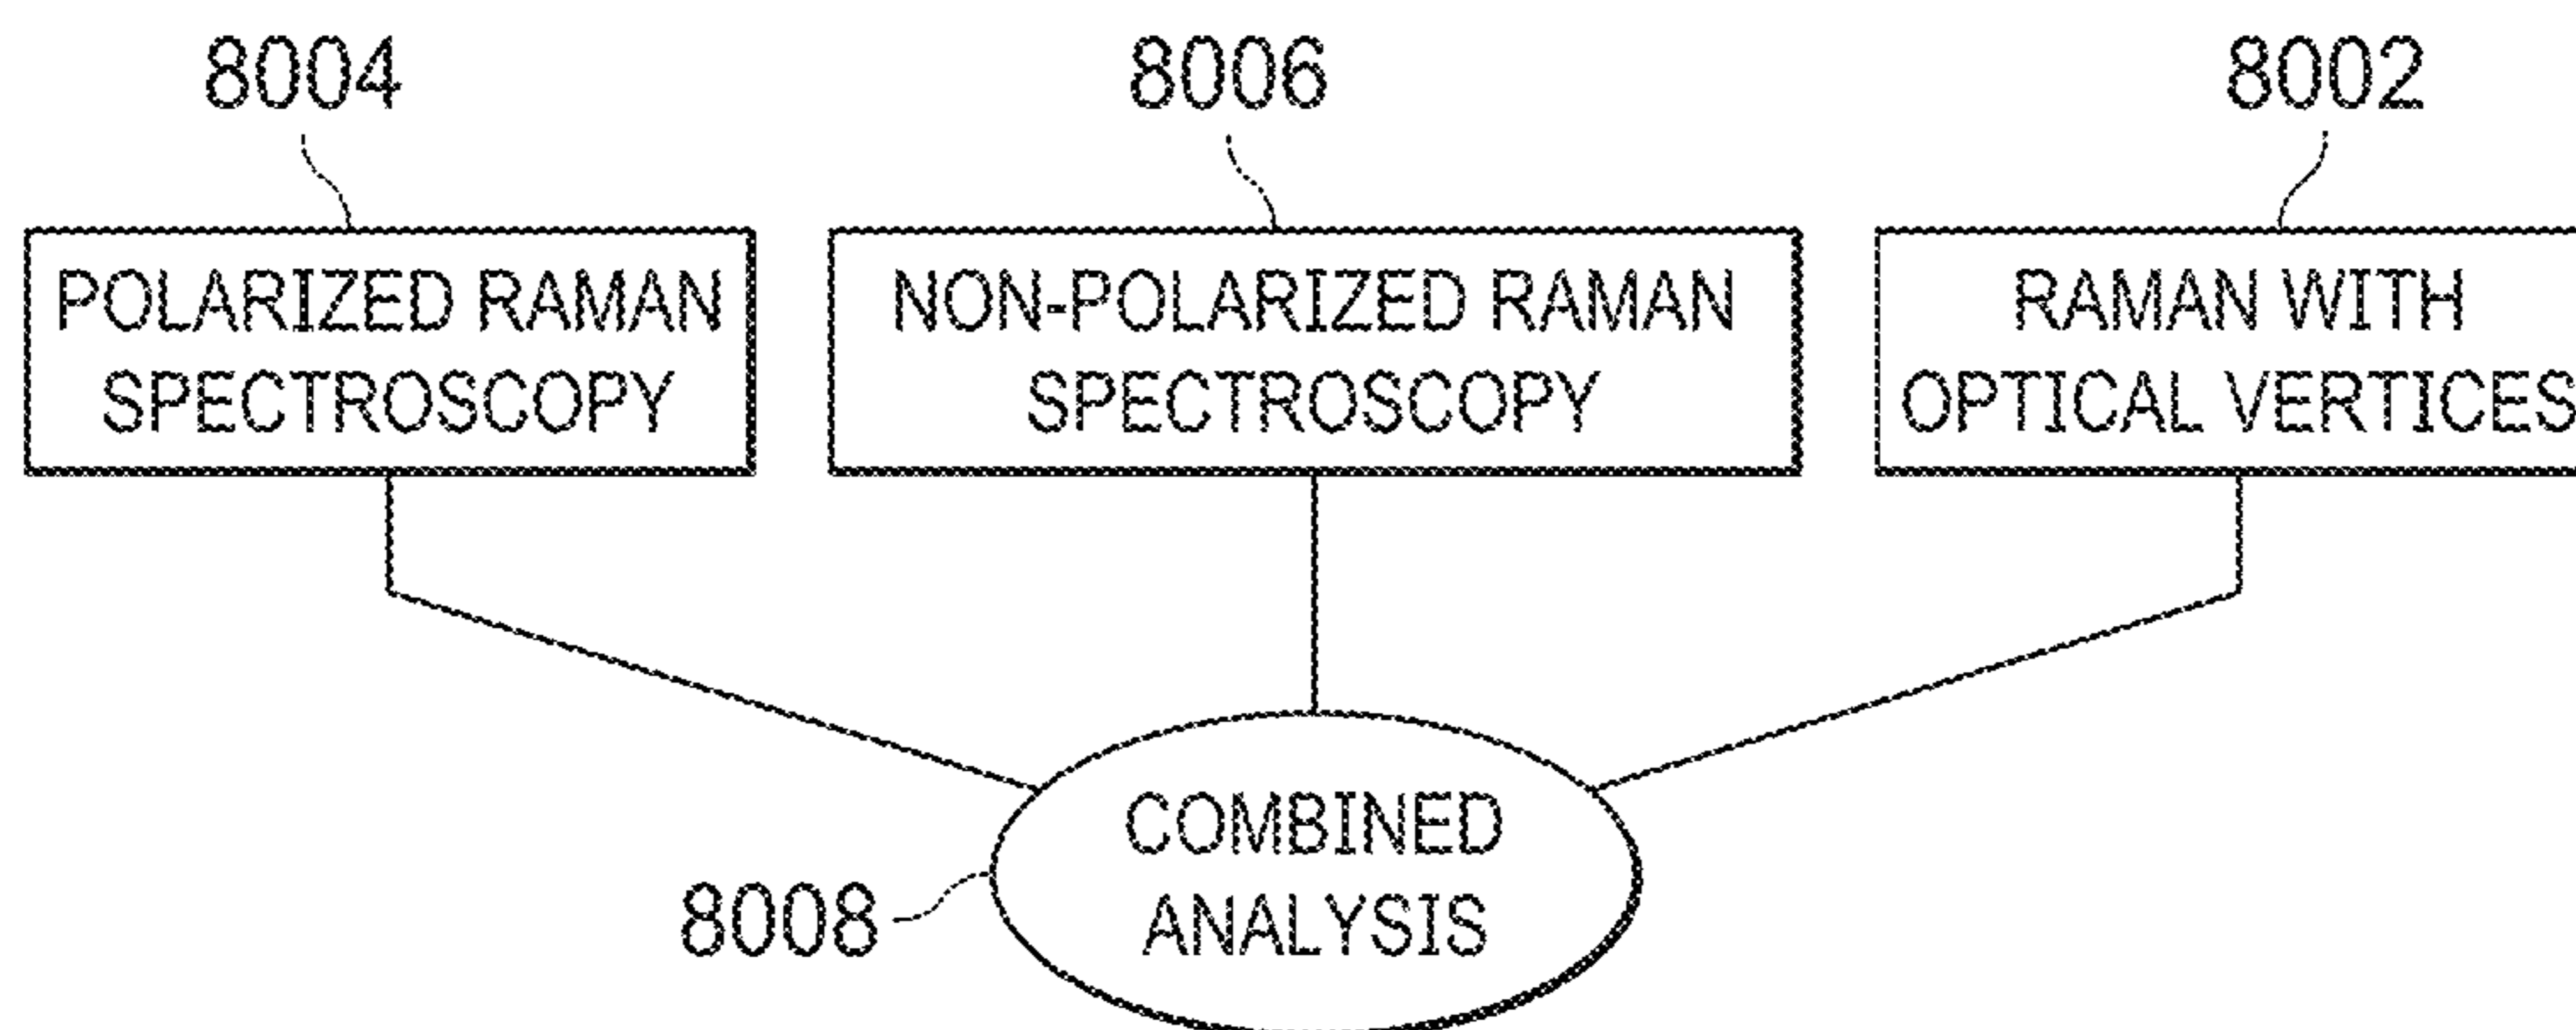 8004
8006
8002
POLARIZED RAMAN
SPECTROSCOPY
NON-POLARIZED RAMAN
SPECTROSCOPY
RAMAN WITH
OPTICAL VERTICES
COMBINED
ANALYSIS
8008